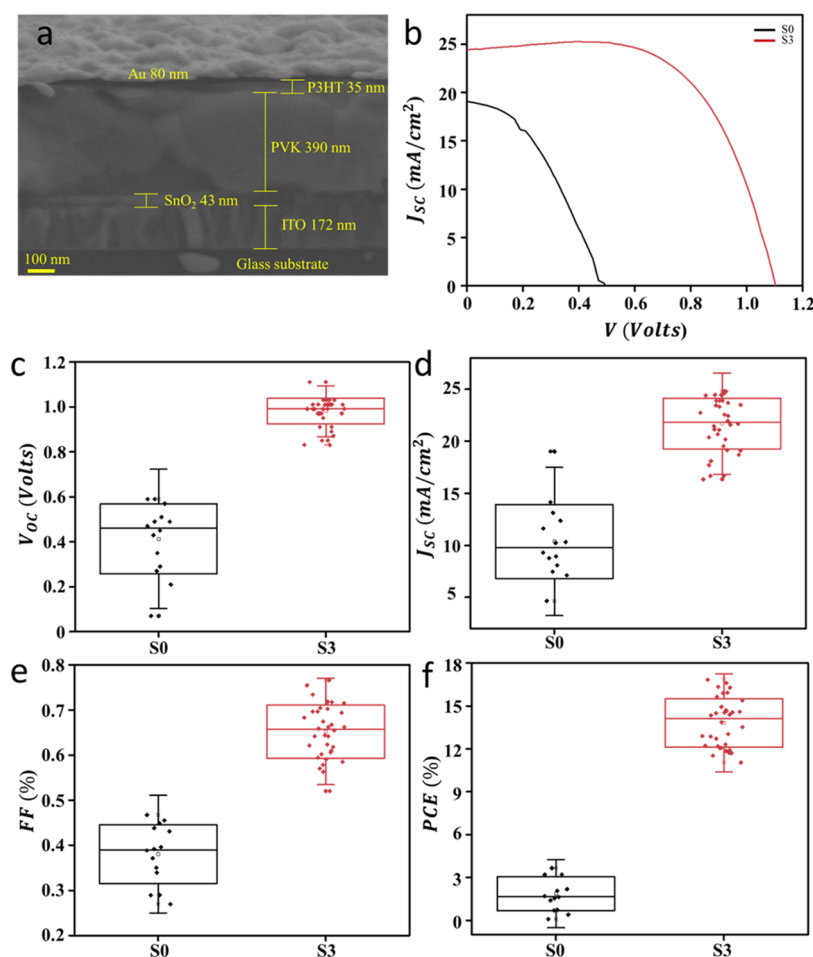 a
Au 80 nm
P3HT 35 nm
PVK 390 nm
SnO₂ 43 nm
ITO 172 nm
100 nm
Glass substrate
b
S0
S3
J_SC (mA/cm²)
25
20
15
10
5
0
0 0.2 0.4 0.6 0.8 1.0 1.2
V (Volts)
c
V_OC (Volts)
1.2
1.0
0.8
0.6
0.4
0.2
0
S0 S3
d
J_SC (mA/cm²)
25
20
15
10
5
S0 S3
e
FF (%)
0.8
0.7
0.6
0.5
0.4
0.3
0.2
S0 S3
f
PCE (%)
18
15
12
9
6
3
0
S0 S3